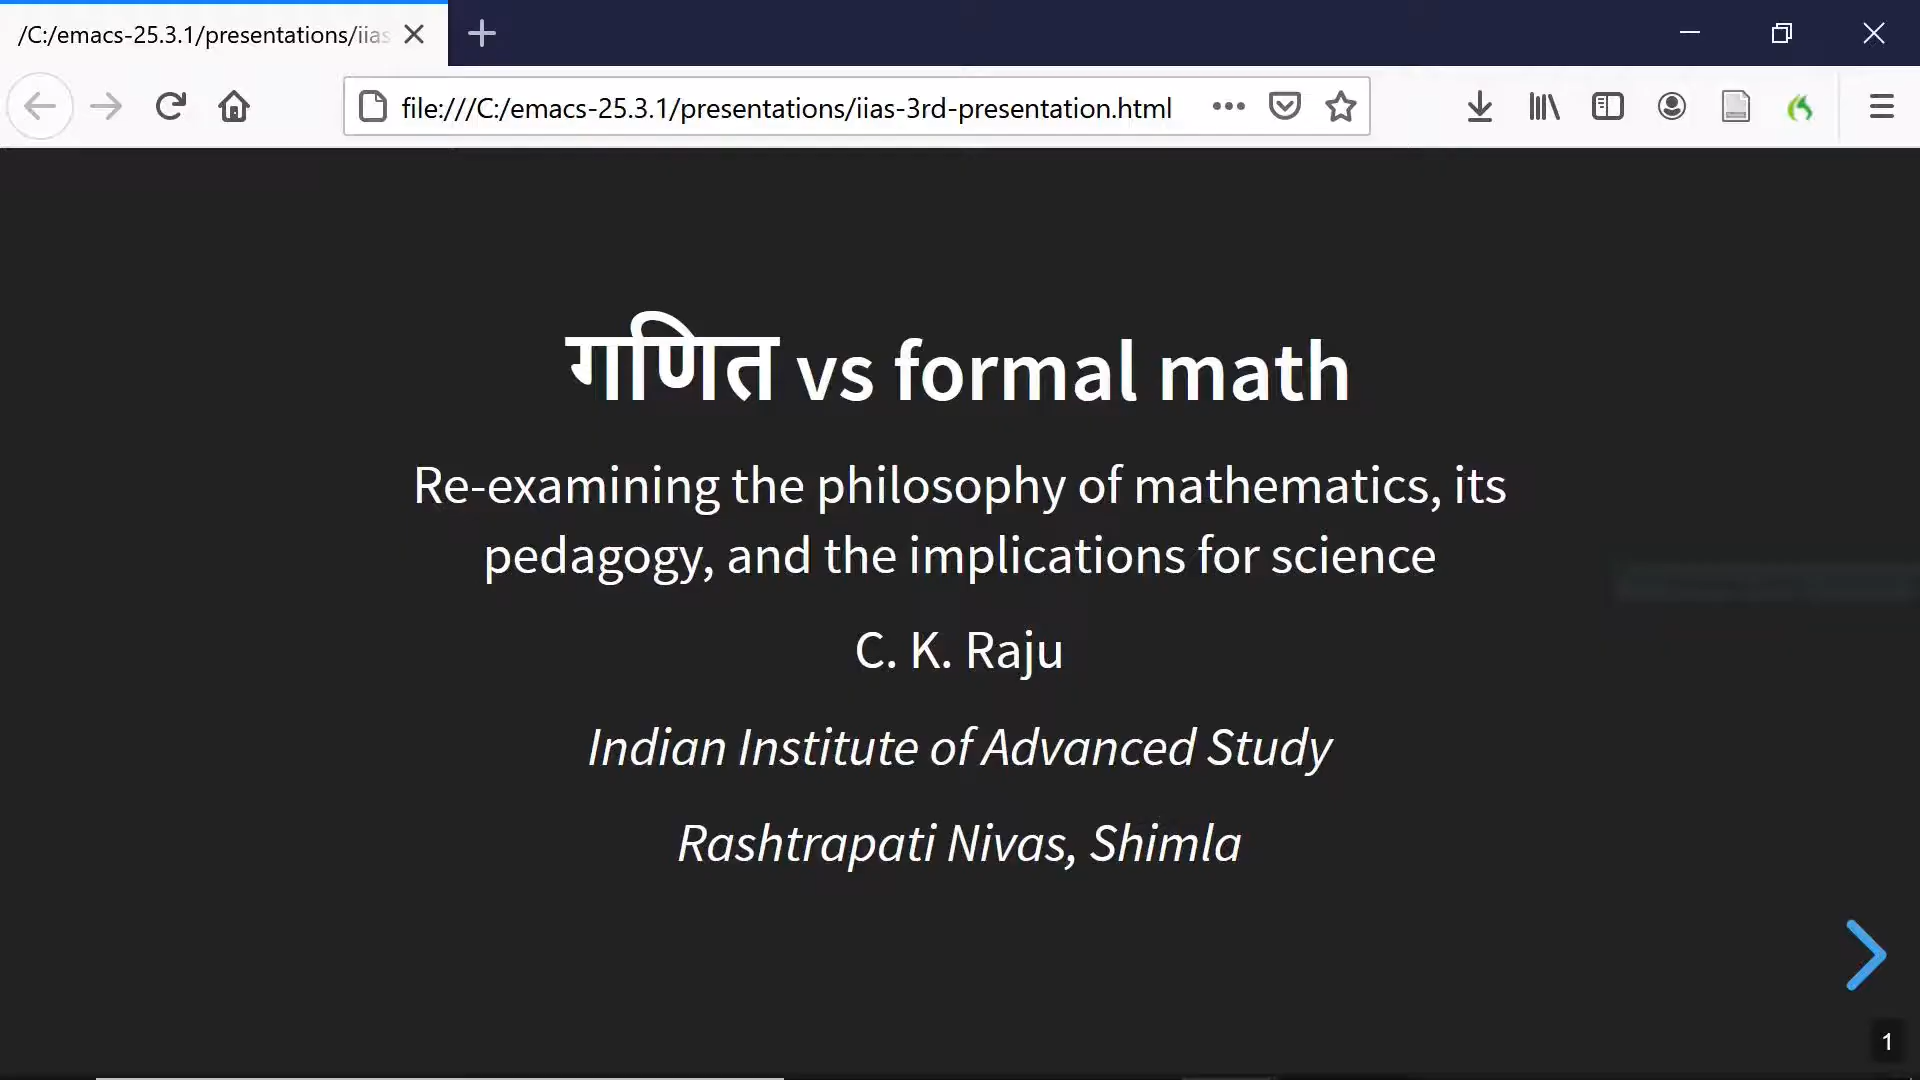 /C:/emacs-25.3.1/presentations/iias
file:///C:/emacs-25.3.1/presentations/iias-3rd-presentation.html
गणित vs formal math
Re-examining the philosophy of mathematics, its
pedagogy, and the implications for science
C. K. Raju
Indian Institute of Advanced Study
Rashtrapati Nivas, Shimla
1